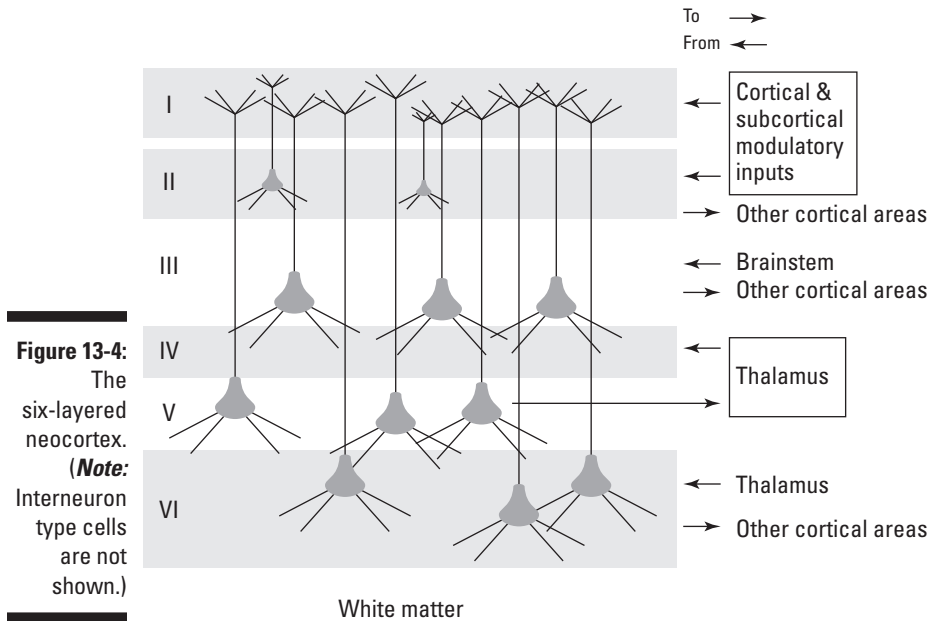 To
From
I
Cortical &
subcortical
modulatory
inputs
II
Other cortical areas
III
Brainstem
Other cortical areas
Figure 13-4:
The
six-layered
neocortex.
(Note:
Interneuron
type cells
are not
shown.)
IV
Thalamus
V
VI
Thalamus
Other cortical areas
White matter